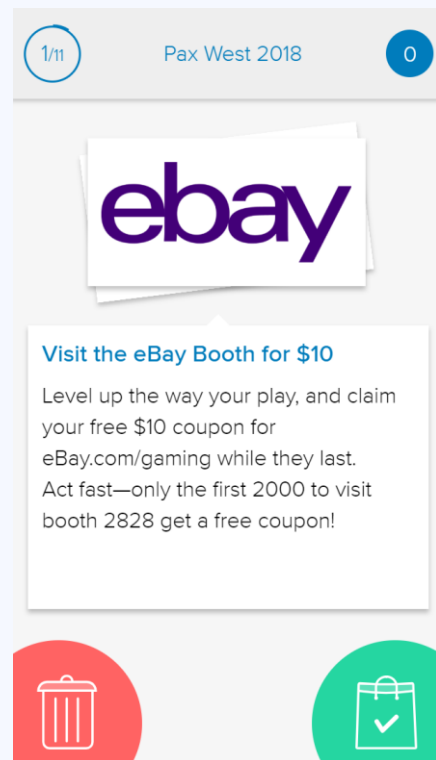 1/11
Pax West 2018
0
ebay
Visit the eBay Booth for $10
Level up the way your play, and claim
your free $10 coupon for
eBay.com/gaming while they last.
Act fast—only the first 2000 to visit
booth 2828 get a free coupon!